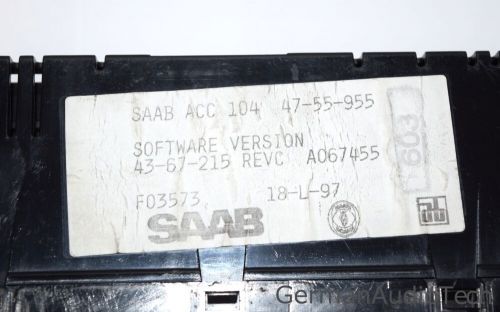 SAAB ACC 104 47-55-955
603
SOFTWARE VERSION
43-67-215 REVC A067455
F03573 18-L-97
SAAB
GermanAudioTech